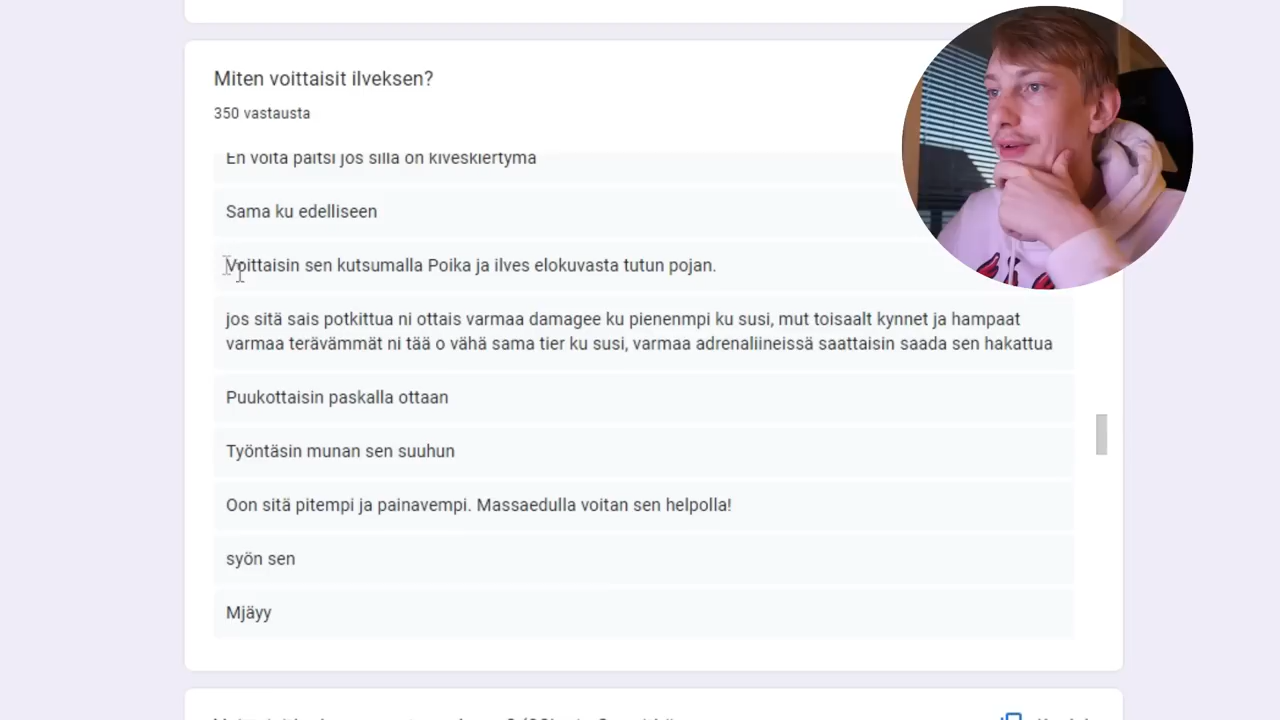 Miten voittaisit ilveksen?
350 vastausta
En voita paitsi jos sillä on kiveskiertymä
Sama ku edelliseen
Voittaisin sen kutsumalla Poika ja ilves elokuvasta tutun pojan.
jos sitä sais potkittua ni ottais varmaa damagee ku pienenmpi ku susi, mut toisaalt kynnet ja hampaat
varmaa terävämmät ni tää o vähä sama tier ku susi, varmaa adrenaliineissä saattaisin saada sen hakattua
Puukottaisin paskalla ottaan
Työntäsin munan sen suuhun
Oon sitä pitempi ja painavempi. Massaedulla voitan sen helpolla!
syön sen
Mjäyy